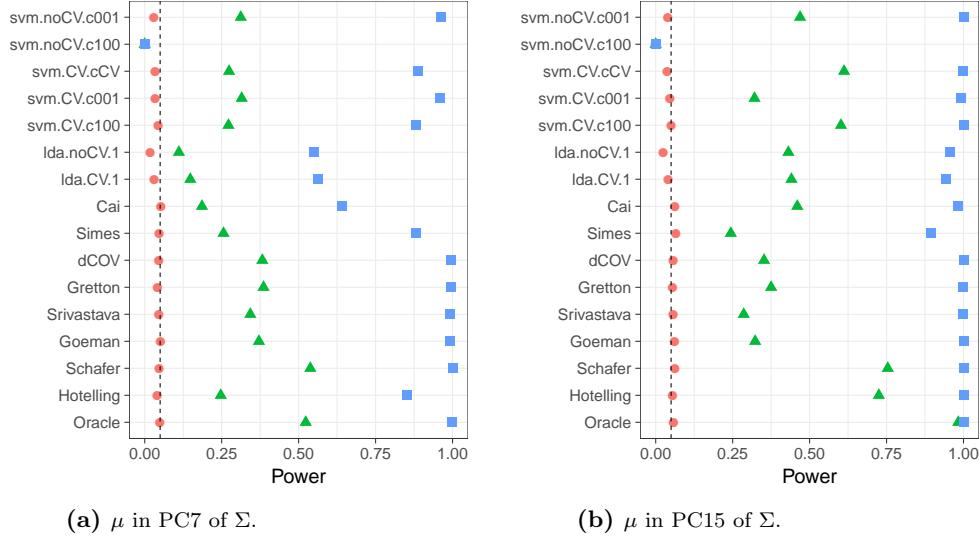 svm.noCV.c001
svm.noCV.c100
svm.CV.cCV
svm.CV.c001
svm.CV.c100
lda.noCV.1
lda.CV.1
Cai
Simes
dCOV
Gretton
Srivastava
Goeman
Schafer
Hotelling
Oracle
0.00 0.25 0.50 0.75 1.00
Power
(a) μ in PC7 of Σ.
svm.noCV.c001
svm.noCV.c100
svm.CV.cCV
svm.CV.c001
svm.CV.c100
lda.noCV.1
lda.CV.1
Cai
Simes
dCOV
Gretton
Srivastava
Goeman
Schafer
Hotelling
Oracle
0.00 0.25 0.50 0.75 1.00
Power
(b) μ in PC15 of Σ.